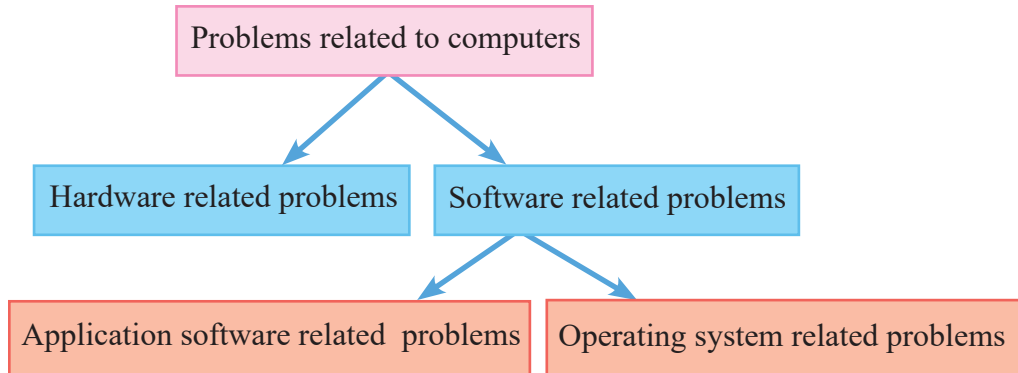 Problems related to computers
Hardware related problems
Software related problems
Application software related problems
Operating system related problems